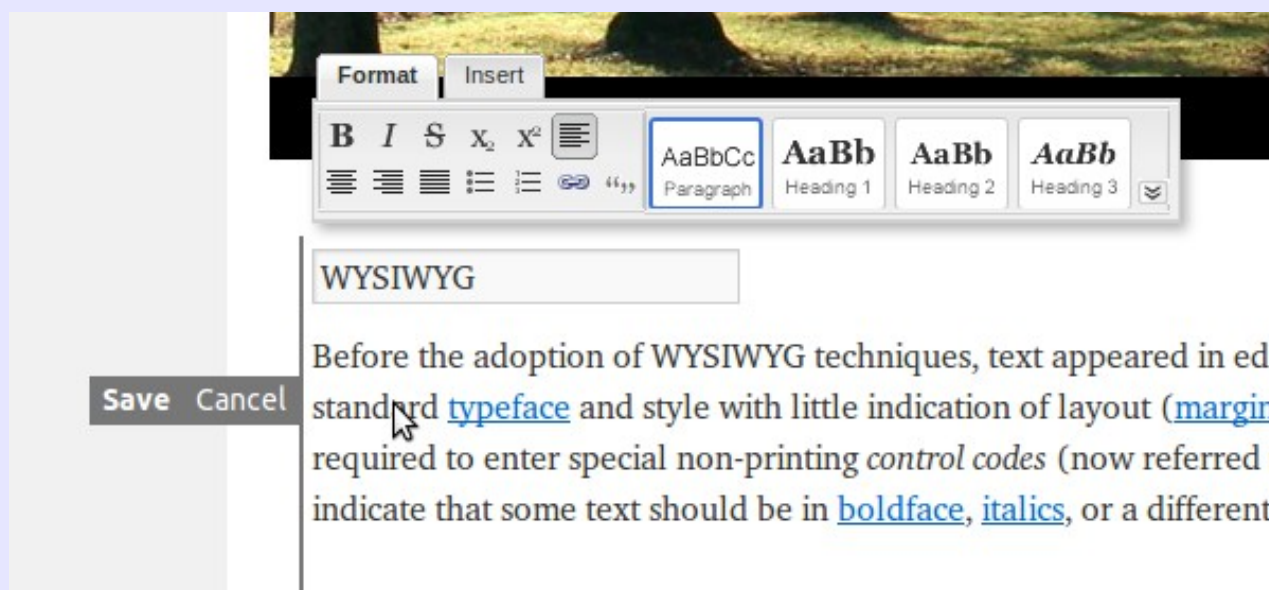 Format Insert
B I S X₂ X² AaBbCc AaBb AaBb AaBb
“„ Paragraph Heading 1 Heading 2 Heading 3
WYSIWYG
Before the adoption of WYSIWYG techniques, text appeared in ed
Save Cancel standard typeface and style with little indication of layout (margin
required to enter special non-printing control codes (now referred
indicate that some text should be in boldface, italics, or a different